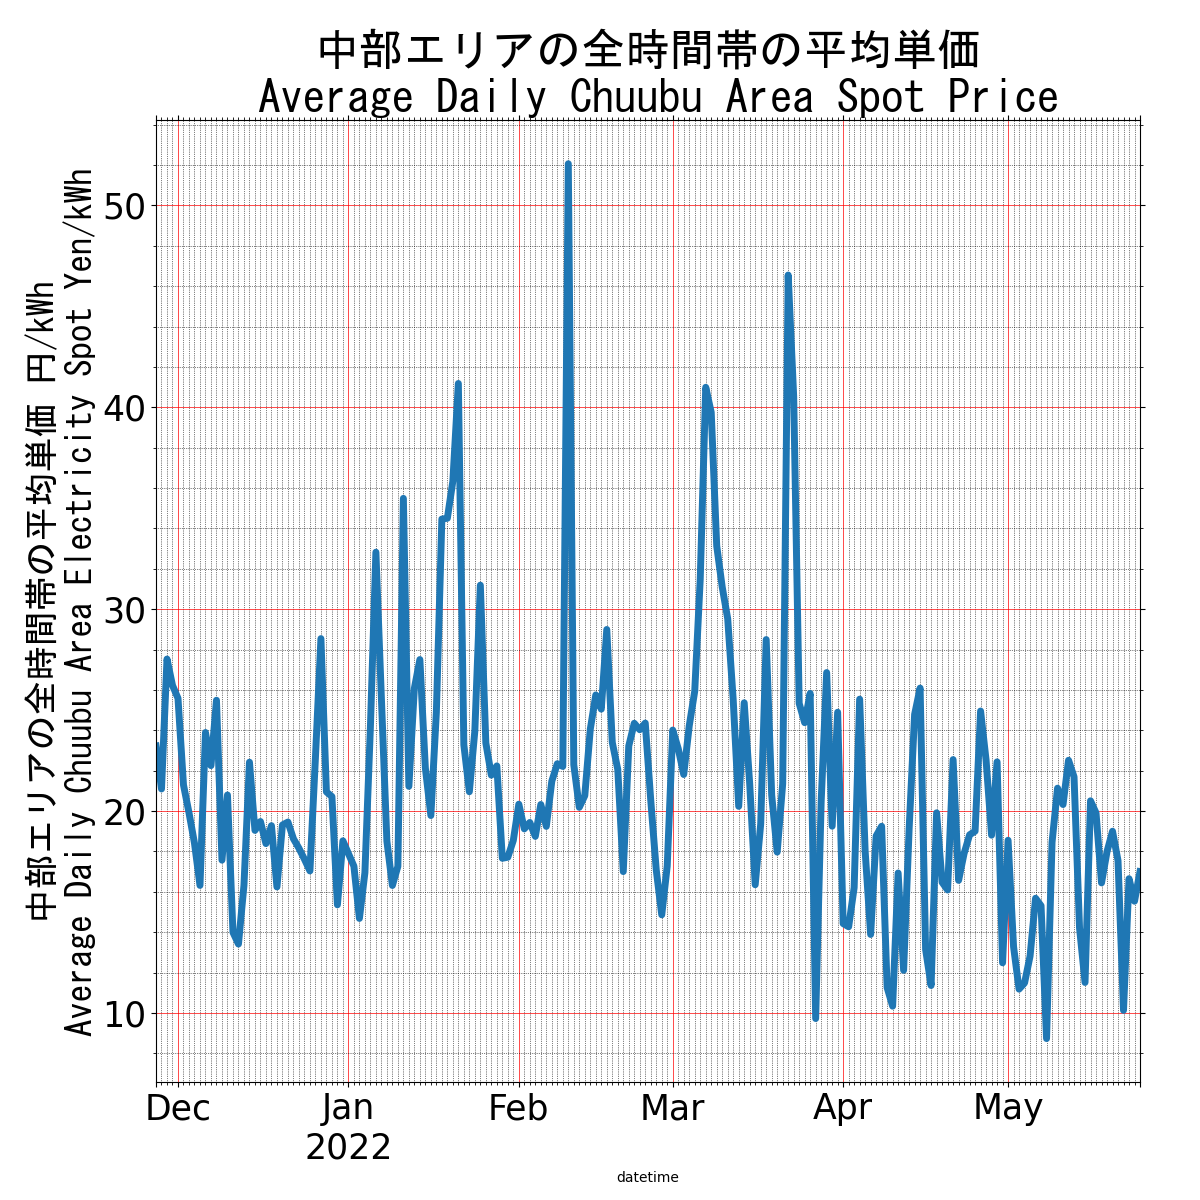 中部エリアの全時間帯の平均単価
Average Daily Chuubu Area Spot Price
中部エリアの全時間帯の平均単価 円/kWh
Average Daily Chuubu Area Electricity Spot Yen/kWh
50
40
30
20
10
Dec Jan Feb Mar Apr May
2022
datetime